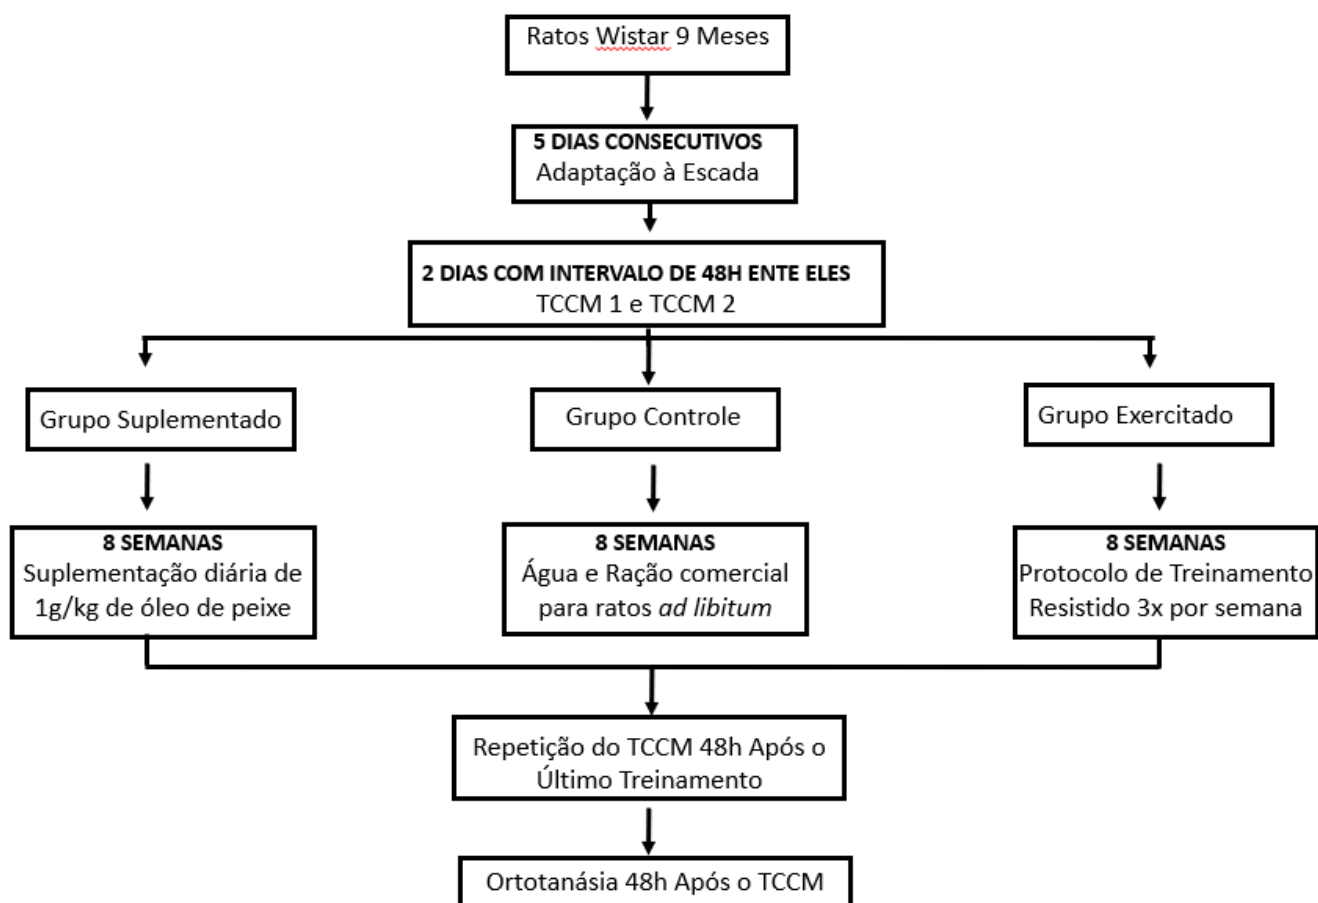 Ratos Wistar 9 Meses
5 DIAS CONSECUTIVOS
Adaptação à Escada
2 DIAS COM INTERVALO DE 48H ENTE ELES
TCCM 1 e TCCM 2
Grupo Suplementado
Grupo Controle
Grupo Exercitado
8 SEMANAS
Suplementação diária de
1g/kg de óleo de peixe
8 SEMANAS
Água e Ração comercial
para ratos ad libitum
8 SEMANAS
Protocolo de Treinamento
Resistido 3x por semana
Repetição do TCCM 48h Após o
Último Treinamento
Ortotanásia 48h Após o TCCM